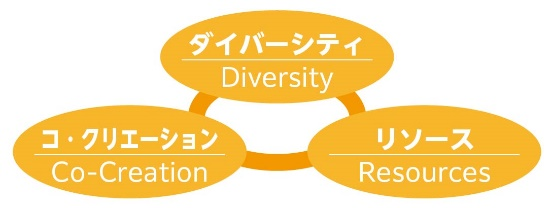 ダイバーシティ
Diversity
コ・クリエーション
Co-Creation
リソース
Resources